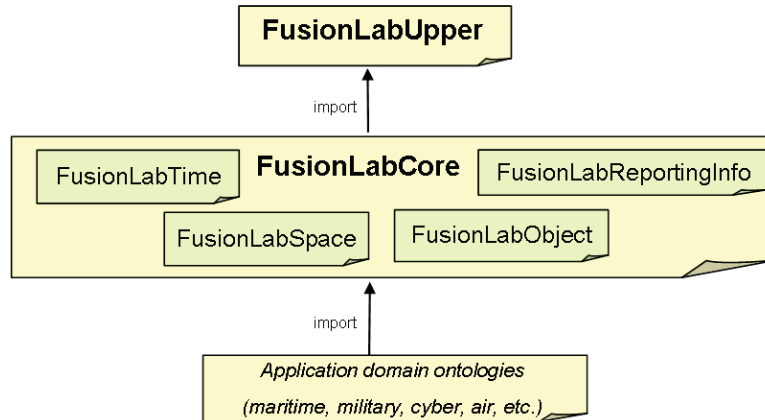 FusionLabUpper
import
FusionLabCore
FusionLabTime
FusionLabReportingInfo
FusionLabSpace
FusionLabObject
import
Application domain ontologies
(maritime, military, cyber, air, etc.)